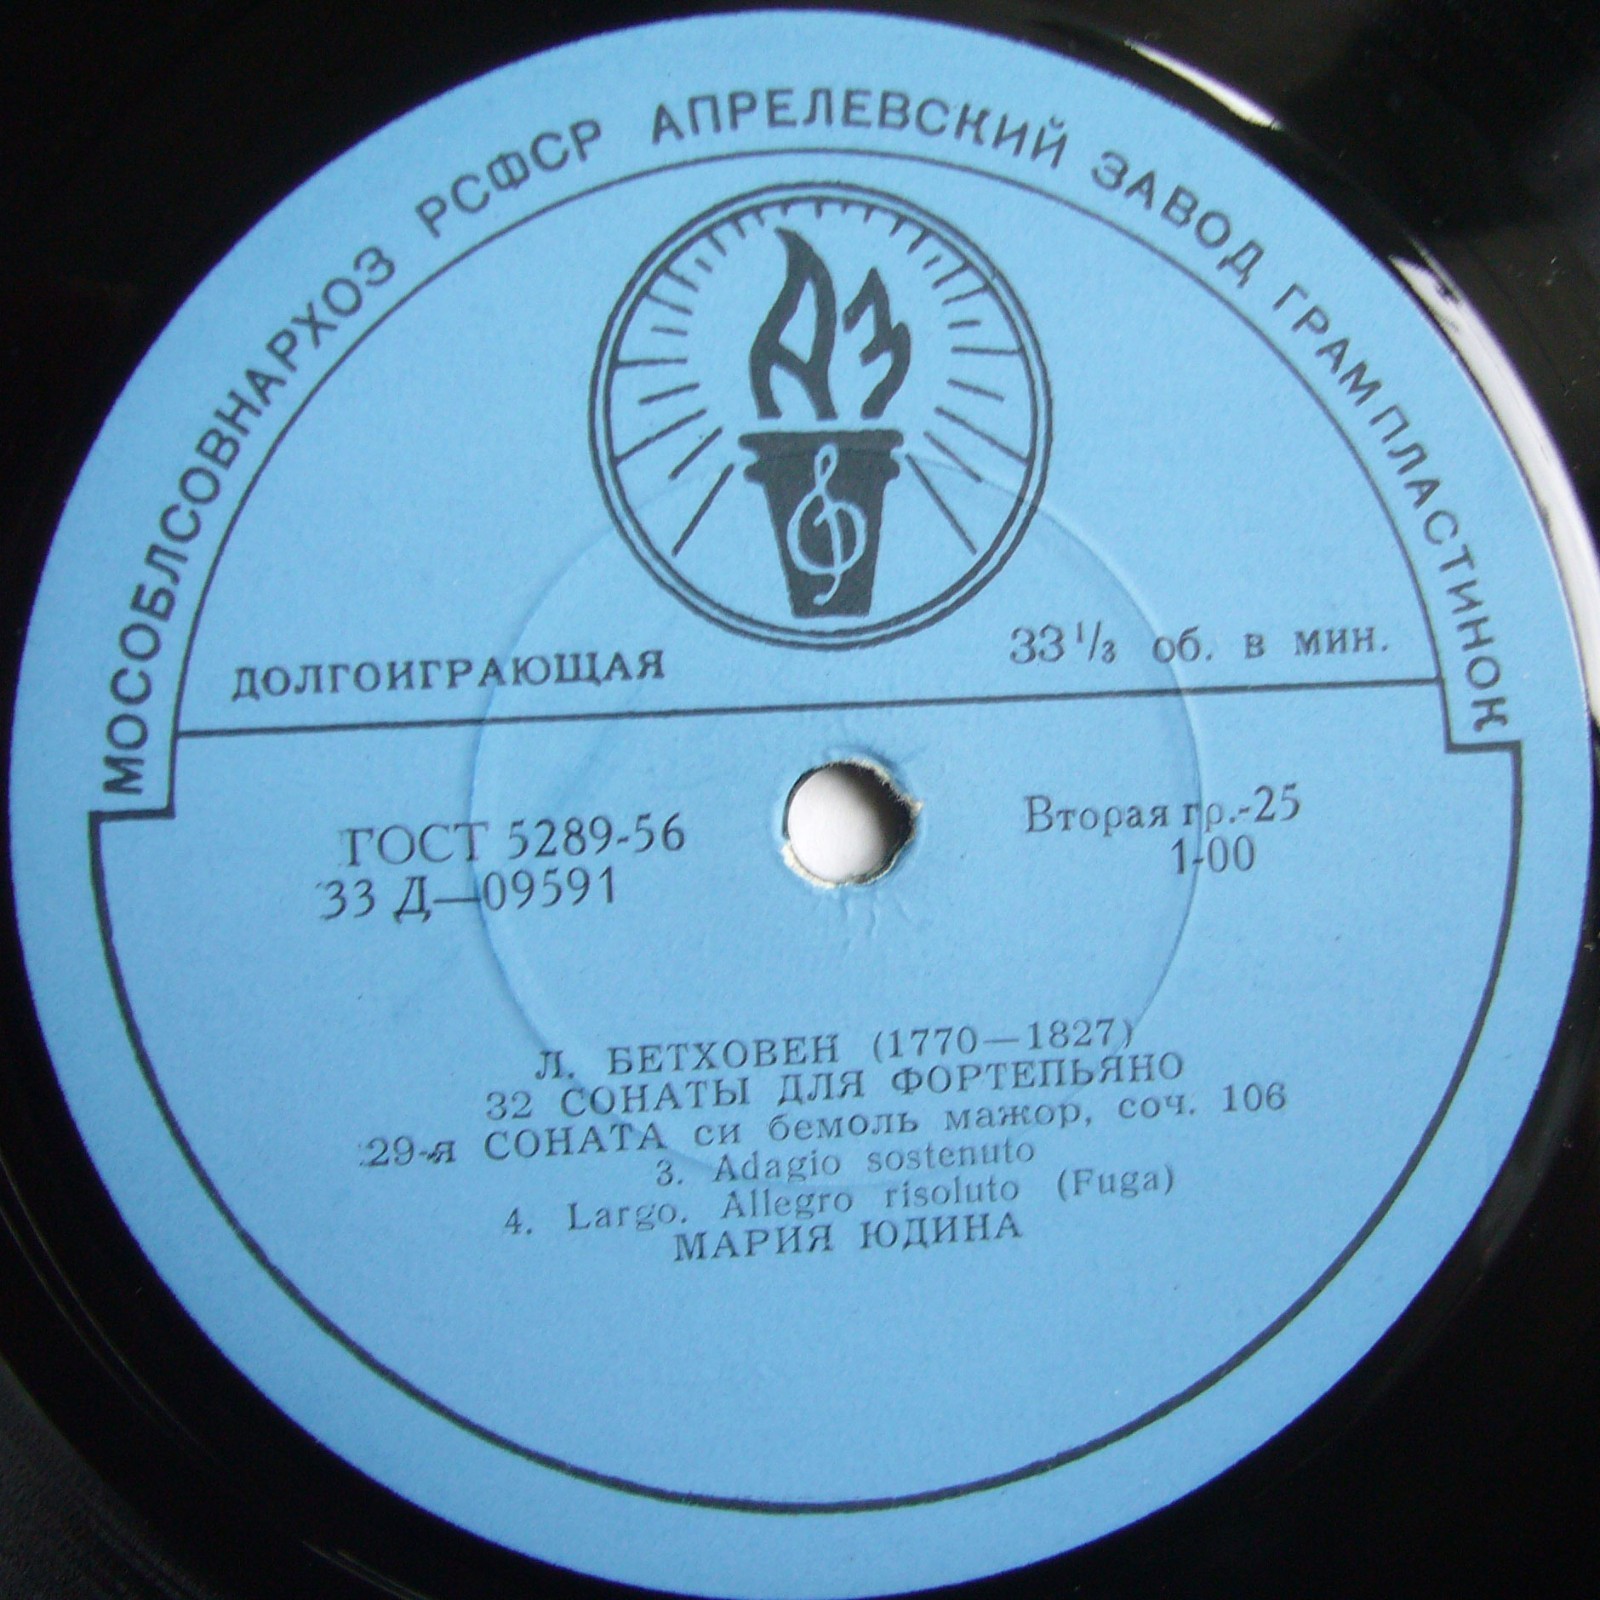 МОСОБЛСОВНАРХОЗ РСФСР АПРЕЛЕВСКИЙ ЗАВОД ГРАМПЛАСТИНОК
АЗ
ДОЛГОИГРАЮЩАЯ 33 1/3 об. в мин.
ГОСТ 5289-56 Вторая гр.-25
33 Д—09591 1-00
Л. БЕТХОВЕН (1770—1827)
32 СОНАТЫ ДЛЯ ФОРТЕПЬЯНО
29-я СОНАТА си бемоль мажор, соч. 106
3. Adagio sostenuto
4. Largo. Allegro risoluto (Fuga)
МАРИЯ ЮДИНА